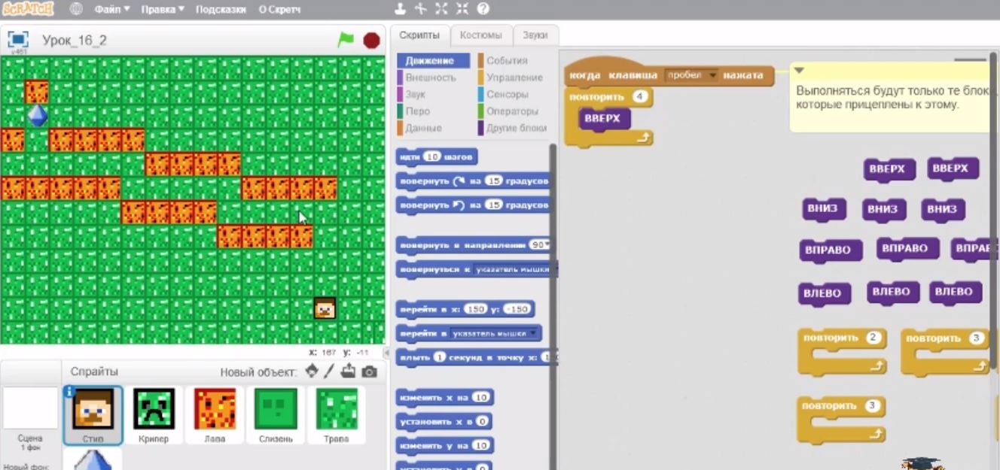 SCRATCH Файл Правка Подсказки О Скретч
v461 Урок_16_2
Скрипты Костюмы Звуки
Движение События
Внешность Управление
Звук Сенсоры
Перо Операторы
Данные Другие блоки
идти 10 шагов
повернуть на 15 градусов
повернуть на 15 градусов
повернуть в направлении 90
повернуться к указатель мышки
перейти в x: 150 y: -150
перейти в указатель мышки
плыть 1 секунд в точку x:
изменить x на 10
установить x в 0
изменить y на 10
когда клавиша пробел нажата
повторить 4
ВВЕРХ
Выполняться будут только те блок
которые прицеплены к этому.
ВВЕРХ ВВЕРХ
ВНИЗ ВНИЗ ВНИЗ
ВПРАВО ВПРАВО ВПРАВ
ВЛЕВО ВЛЕВО ВЛЕВО
повторить 2 повторить 3
повторить 3
x: 167 y: -11
Спрайты Новый объект:
Сцена
1 фон
Новый фон:
Стив Крипер Лава Слизень Трава